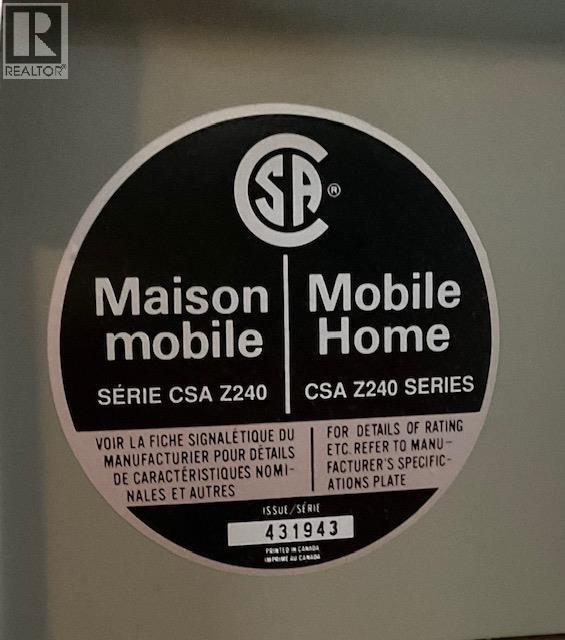 REALTOR®
CSA®
Maison
mobile
SÉRIE CSA Z240
Mobile
Home
CSA Z240 SERIES
VOIR LA FICHE SIGNALÉTIQUE DU
MANUFACTURIER POUR DÉTAILS
DE CARACTÉRISTIQUES NOMI-
NALES ET AUTRES
FOR DETAILS OF RATING
ETC. REFER TO MANU-
FACTURER'S SPECIFIC-
ATIONS PLATE
ISSUE/SÉRIE
431943
PRINTED IN CANADA
IMPRIMÉ AU CANADA